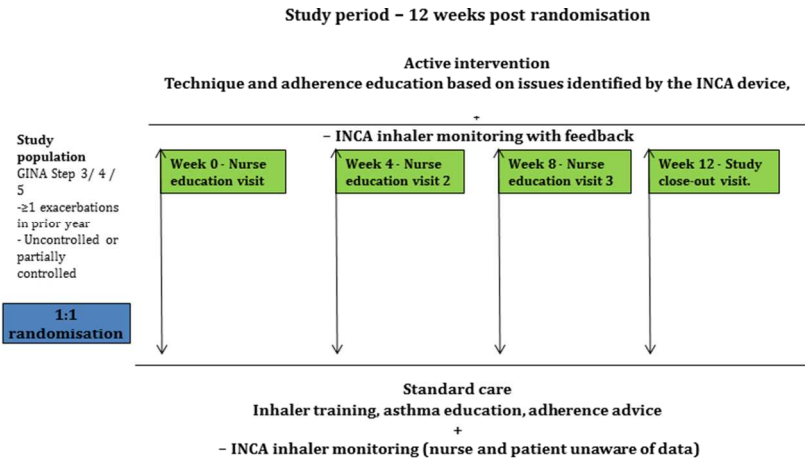 Study period – 12 weeks post randomisation
Active intervention
Technique and adherence education based on issues identified by the INCA device,
+
– INCA inhaler monitoring with feedback
Study
population
GINA Step 3/ 4 /
5
-≥1 exacerbations
in prior year
- Uncontrolled or
partially
controlled
1:1
randomisation
Week 0 - Nurse
education visit
Week 4 - Nurse
education visit 2
Week 8 - Nurse
education visit 3
Week 12 - Study
close-out visit.
Standard care
Inhaler training, asthma education, adherence advice
+
– INCA inhaler monitoring (nurse and patient unaware of data)